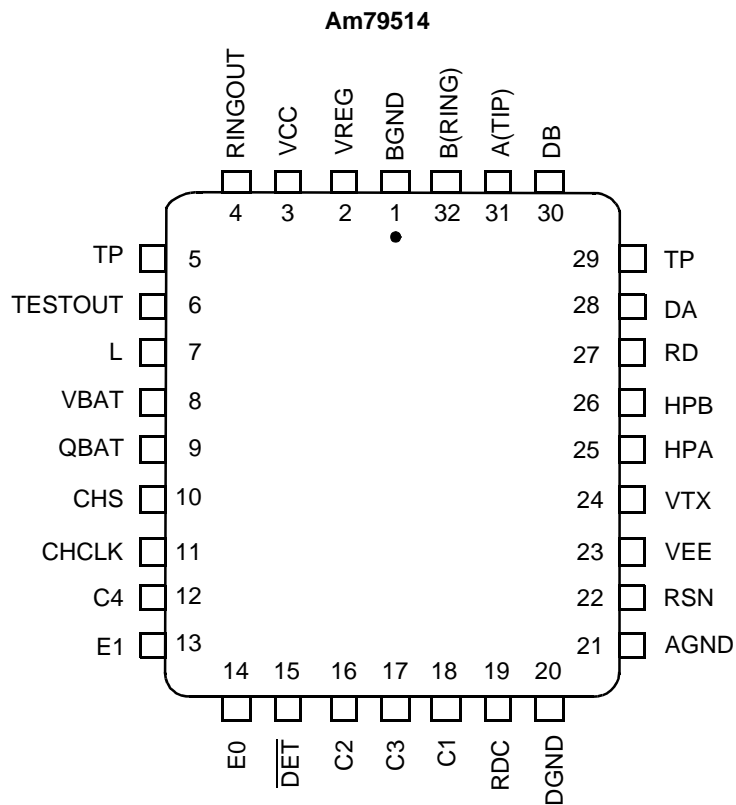 Am79514
RINGOUT
VCC
VREG
BGND
B(RING)
A(TIP)
DB
4 3 2 1 32 31 30
TP 5 29 TP
TESTOUT 6 28 DA
L 7 27 RD
VBAT 8 26 HPB
QBAT 9 25 HPA
CHS 10 24 VTX
CHCLK 11 23 VEE
C4 12 22 RSN
E1 13 21 AGND
14 15 16 17 18 19 20
E0
DET
C2
C3
C1
RDC
DGND